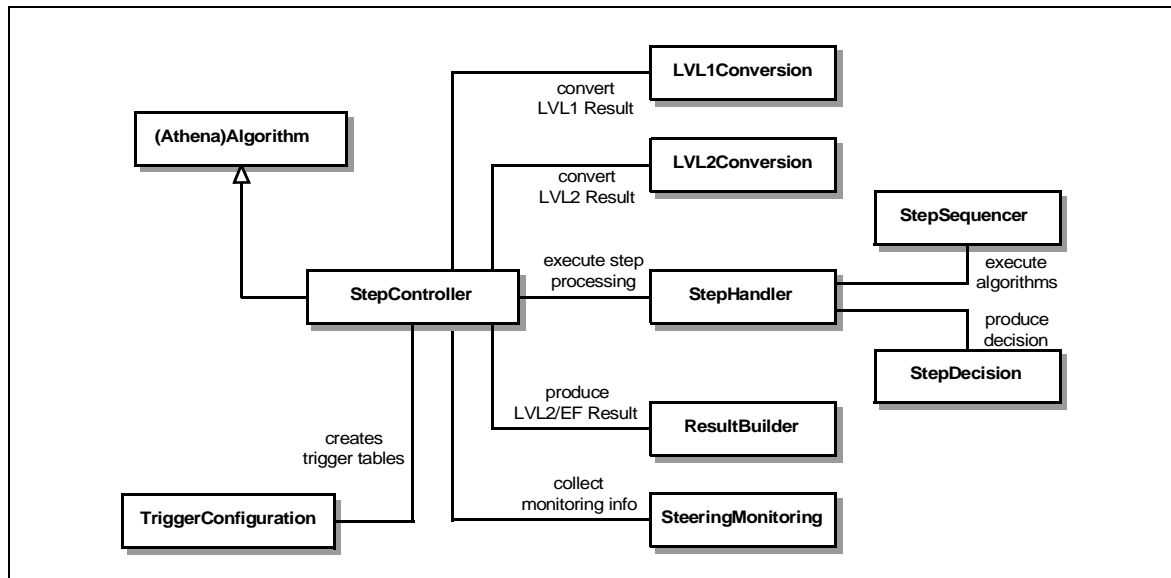 LVL1Conversion
convert
LVL1 Result
(Athena)Algorithm
LVL2Conversion
convert
LVL2 Result
StepSequencer
execute step
processing
execute
algorithms
StepController
StepHandler
produce
decision
StepDecision
produce
LVL2/EF Result
ResultBuilder
creates
trigger tables
collect
monitoring info
TriggerConfiguration
SteeringMonitoring